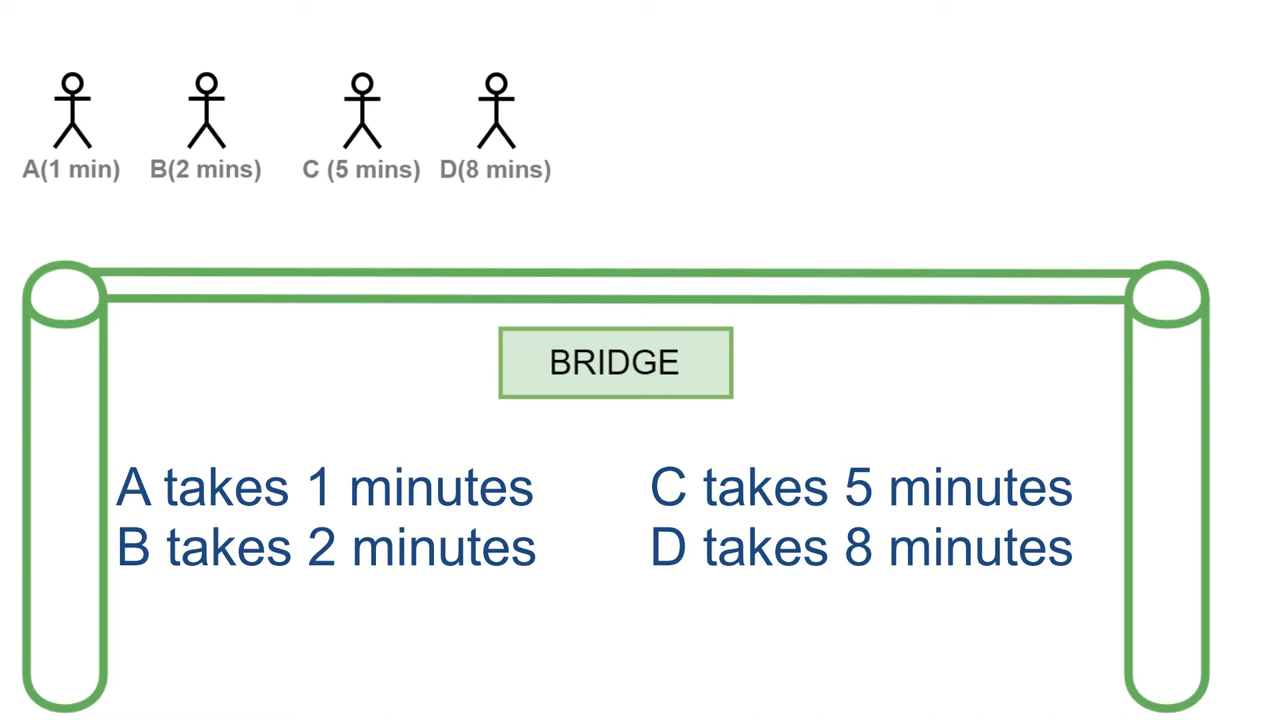 A(1 min) B(2 mins) C (5 mins) D(8 mins)
BRIDGE
A takes 1 minutes C takes 5 minutes
B takes 2 minutes D takes 8 minutes